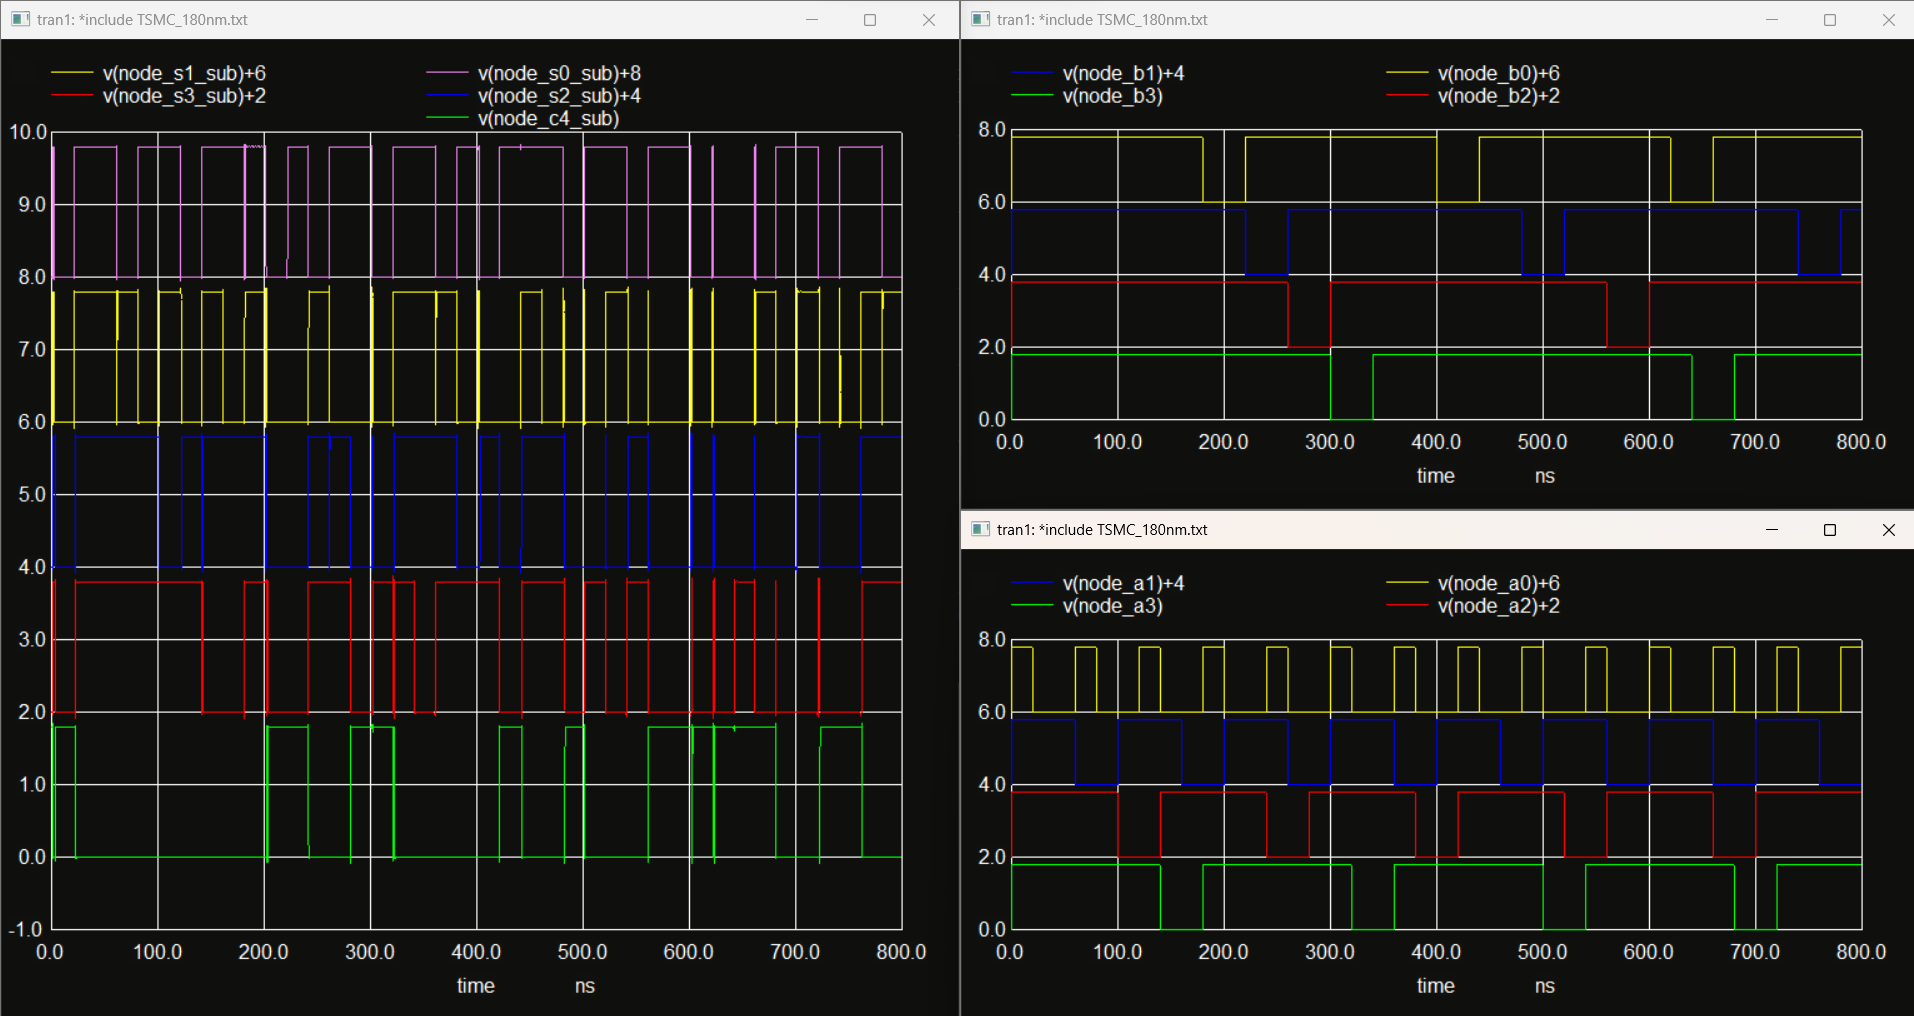 tran1: *include TSMC_180nm.txt
v(node_s1_sub)+6 v(node_s0_sub)+8
v(node_s3_sub)+2 v(node_s2_sub)+4
v(node_c4_sub)
10.0
9.0
8.0
7.0
6.0
5.0
4.0
3.0
2.0
1.0
0.0
-1.0
0.0 100.0 200.0 300.0 400.0 500.0 600.0 700.0 800.0
time ns
tran1: *include TSMC_180nm.txt
v(node_b1)+4 v(node_b0)+6
v(node_b3) v(node_b2)+2
8.0
6.0
4.0
2.0
0.0
0.0 100.0 200.0 300.0 400.0 500.0 600.0 700.0 800.0
time ns
tran1: *include TSMC_180nm.txt
v(node_a1)+4 v(node_a0)+6
v(node_a3) v(node_a2)+2
8.0
6.0
4.0
2.0
0.0
0.0 100.0 200.0 300.0 400.0 500.0 600.0 700.0 800.0
time ns